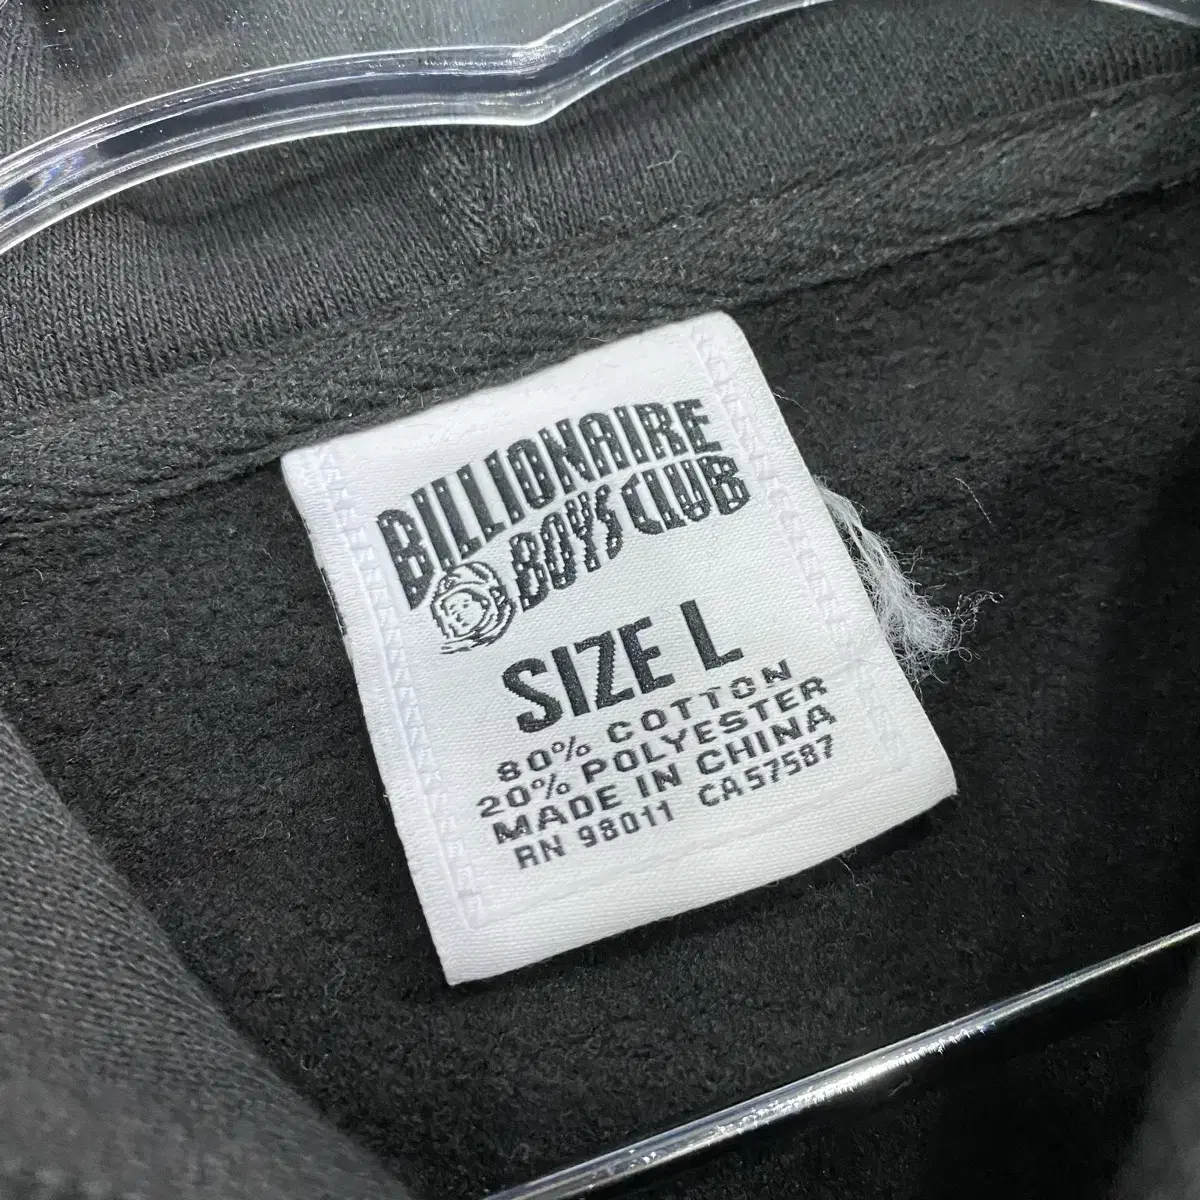 BILLIONAIRE
BOYS CLUB
SIZE L
80% COTTON
20% POLYESTER
MADE IN CHINA
RN 98011 CA57587